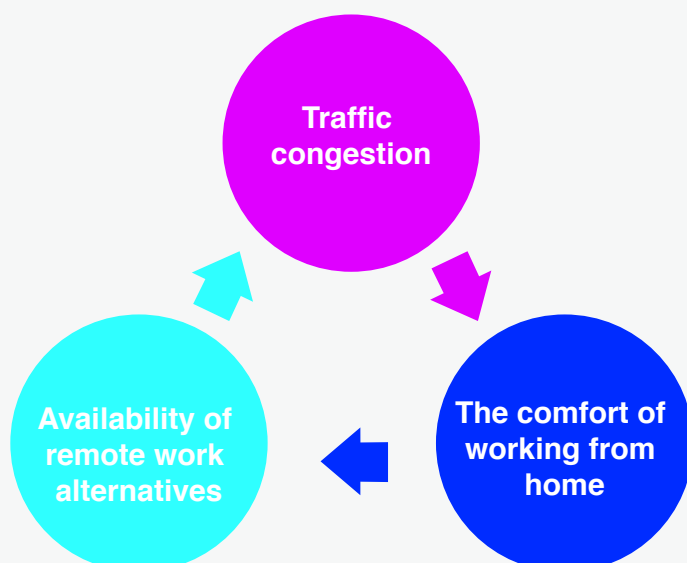 Traffic
congestion
The comfort of
working from
home
Availability of
remote work
alternatives